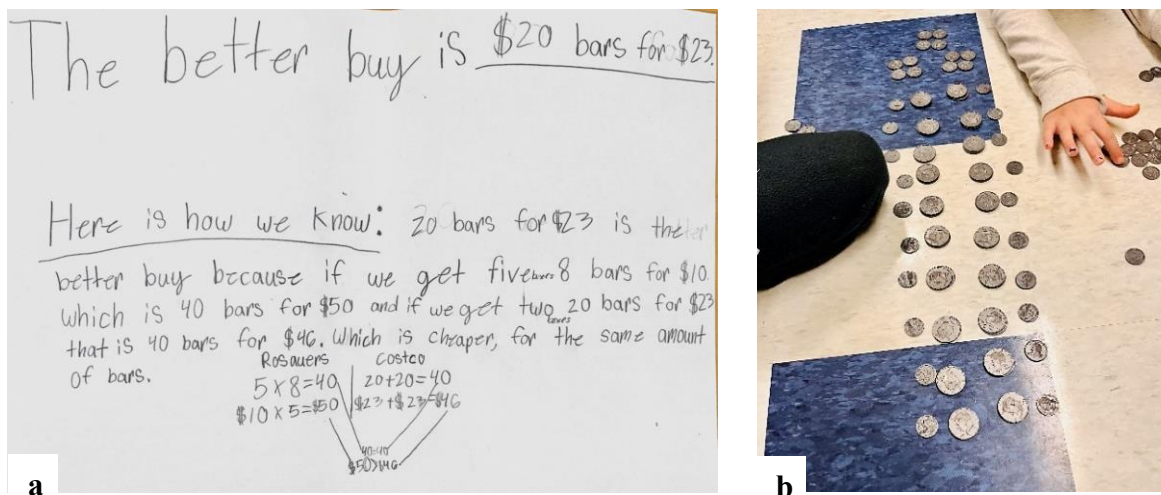 The better buy is $20 bars for $23.
Here is how we know: 20 bars for $23 is the
better buy because if we get five boxes 8 bars for $10.
which is 40 bars for $50 and if we get two boxes 20 bars for $23
that is 40 bars for $46. Which is cheaper, for the same amount
of bars.
Rosauers Costco
5 x 8 = 40 20 + 20 = 40
$10 x 5 = $50 $23 + $23 = $46
40=40
$50>$46
a b